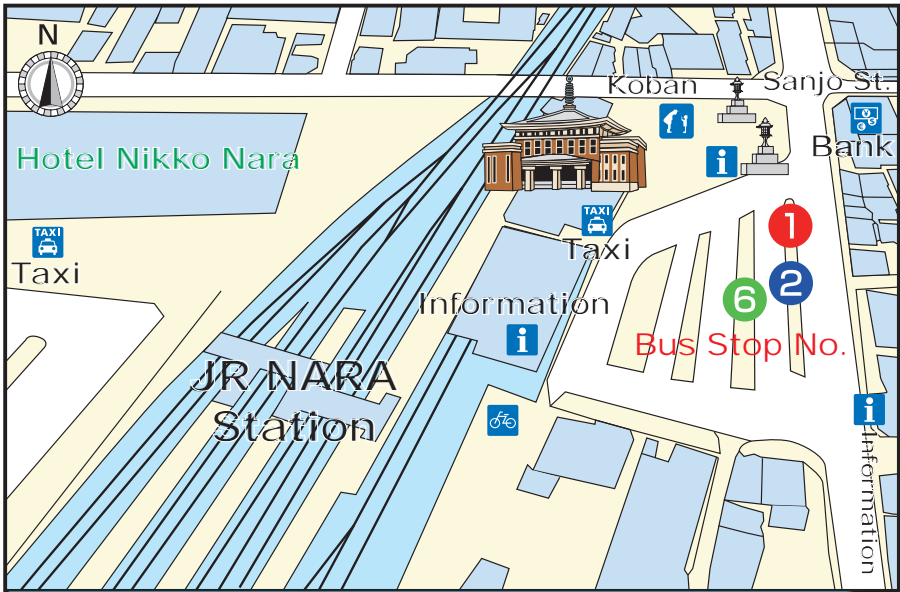 N
Koban
Sanjo St.
Bank
Hotel Nikko Nara
i
TAXI
Taxi
TAXI
Taxi
1
2
6
Information
i
Bus Stop No.
JR NARA
Station
i
Information